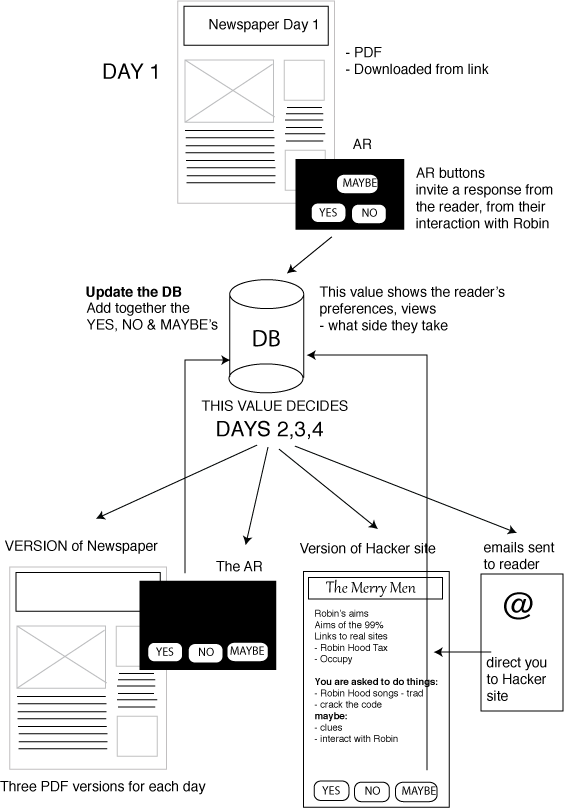 Newspaper Day 1
DAY 1
- PDF
- Downloaded from link
AR
MAYBE
YES
NO
AR buttons
invite a response from
the reader, from their
interaction with Robin
Update the DB
Add together the
YES, NO & MAYBE's
DB
This value shows the reader's
preferences, views
- what side they take
THIS VALUE DECIDES
DAYS 2,3,4
VERSION of Newspaper
The AR
YES
NO
MAYBE
Three PDF versions for each day
Version of Hacker site
The Merry Men
Robin's aims
Aims of the 99%
Links to real sites
- Robin Hood Tax
- Occupy
You are asked to do things:
- Robin Hood songs - trad
- crack the code
maybe:
- clues
- interact with Robin
YES
NO
MAYBE
emails sent
to reader
@
direct you
to Hacker
site